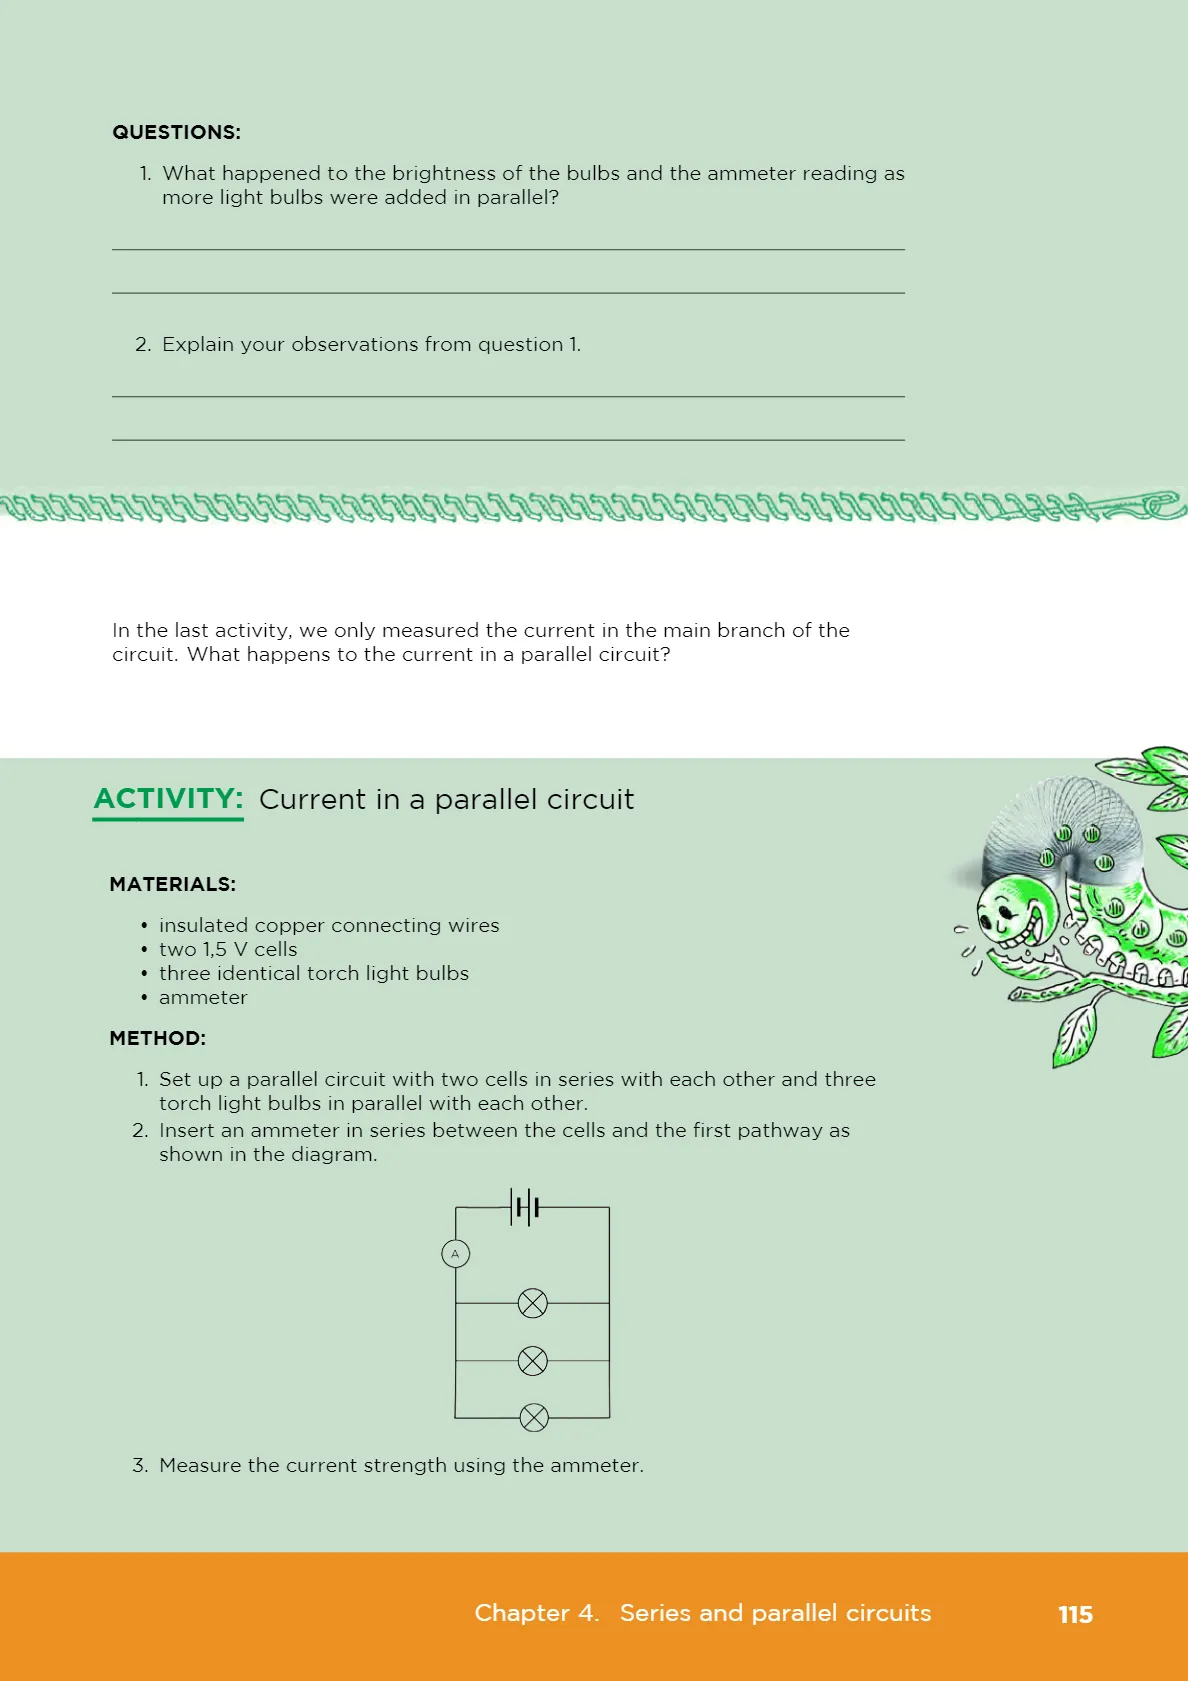 QUESTIONS:
1. What happened to the brightness of the bulbs and the ammeter reading as
more light bulbs were added in parallel?
2. Explain your observations from question 1.
In the last activity, we only measured the current in the main branch of the
circuit. What happens to the current in a parallel circuit?
ACTIVITY: Current in a parallel circuit
MATERIALS:
• insulated copper connecting wires
• two 1,5 V cells
• three identical torch light bulbs
• ammeter
METHOD:
1. Set up a parallel circuit with two cells in series with each other and three
torch light bulbs in parallel with each other.
2. Insert an ammeter in series between the cells and the first pathway as
shown in the diagram.
A
3. Measure the current strength using the ammeter.
Chapter 4. Series and parallel circuits 115